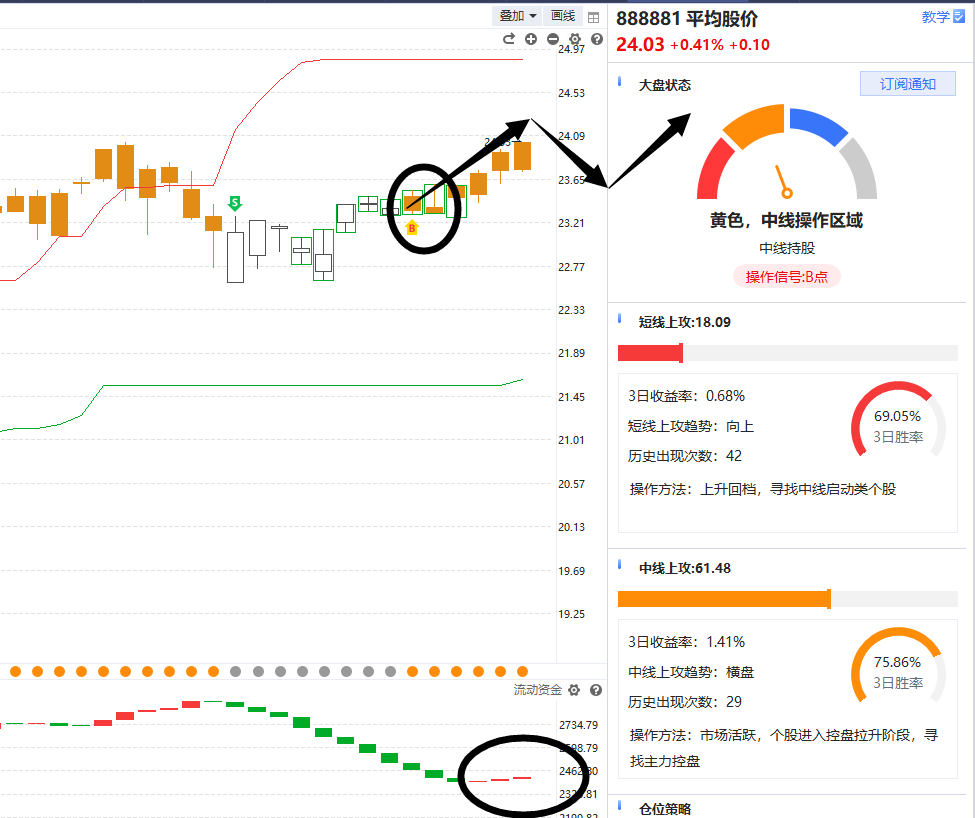 叠加 画线
888881 平均股价 教学
24.03 +0.41% +0.10
大盘状态 订阅通知
24.97
24.53
24.09
23.65
23.21
22.77
22.33
21.89
21.45
21.01
20.57
20.13
19.69
19.25
S
B
黄色，中线操作区域
中线持股
操作信号:B点
短线上攻:18.09
3日收益率：0.68%
短线上攻趋势：向上
历史出现次数：42
69.05%
3日胜率
操作方法：上升回档，寻找中线启动类个股
中线上攻:61.48
3日收益率：1.41%
中线上攻趋势：横盘
历史出现次数：29
75.86%
3日胜率
操作方法：市场活跃，个股进入控盘拉升阶段，寻
找主力控盘
仓位策略
流动资金
2734.79